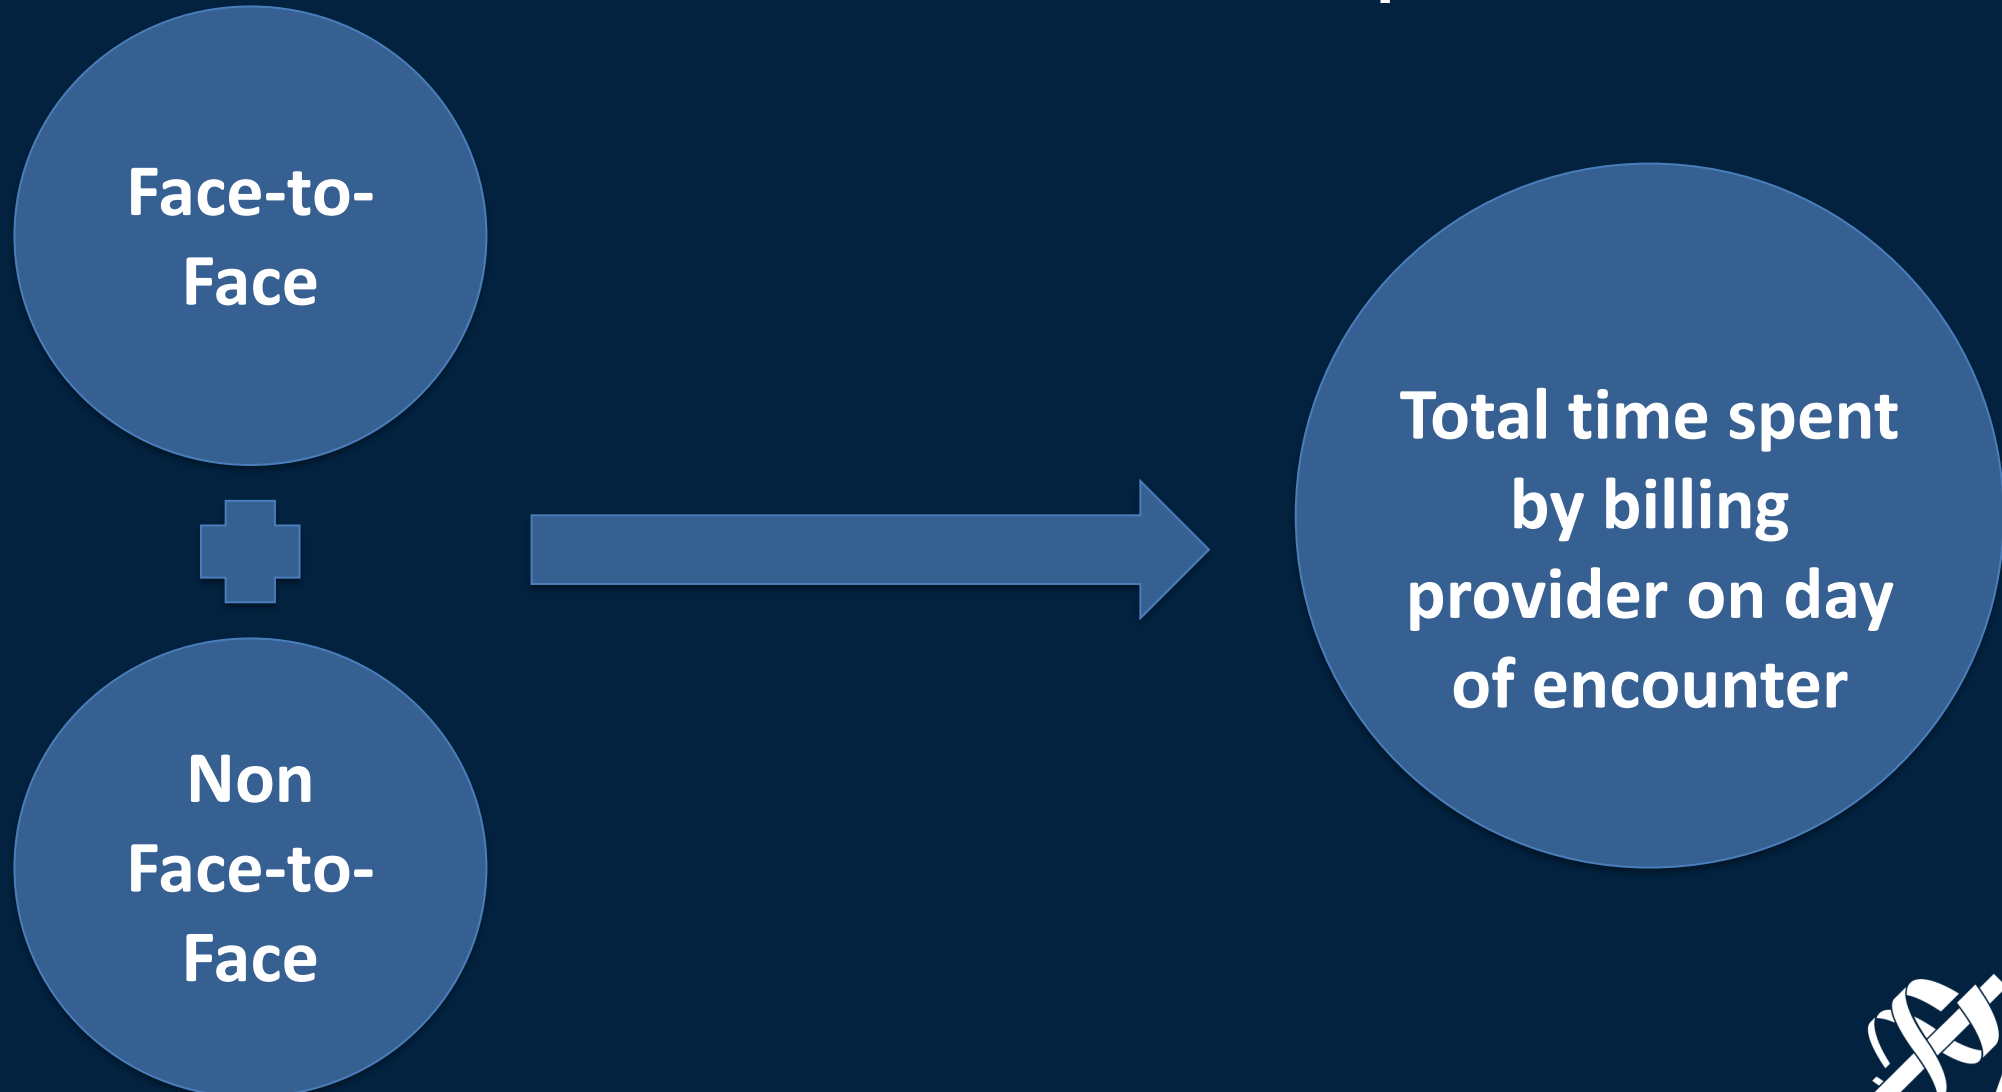 Face-to-
Face
Non
Face-to-
Face
Total time spent
by billing
provider on day
of encounter